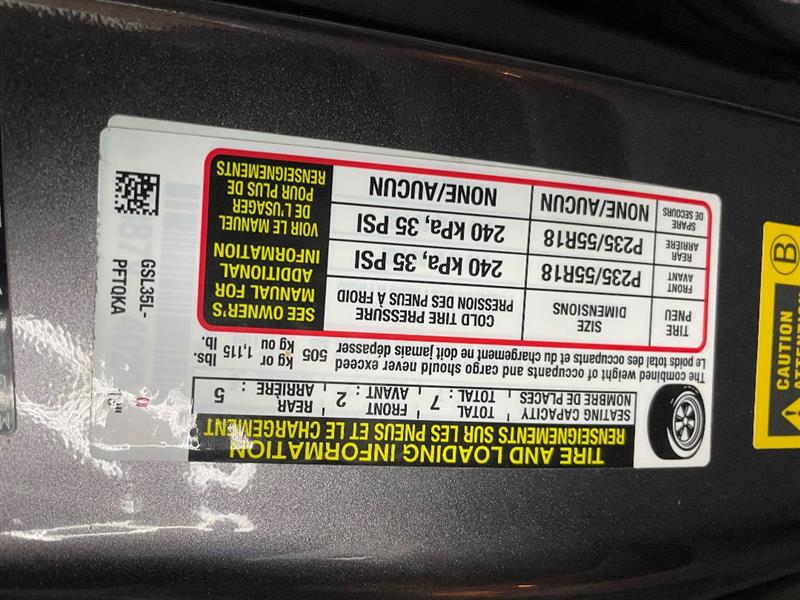 TIRE AND LOADING INFORMATION
RENSEIGNEMENTS SUR LES PNEUS ET LE CHARGEMENT
SEATING CAPACITY TOTAL FRONT REAR
NOMBRE DE PLACES TOTAL : 7 AVANT : 2 ARRIÈRE : 5
The combined weight of occupants and cargo should never exceed 505 kg or 1,115 lbs.
Le poids total des occupants et du chargement ne doit jamais dépasser kg ou lb.
TIRE SIZE COLD TIRE PRESSURE
PNEU DIMENSIONS PRESSION DES PNEUS À FROID
FRONT AVANT P235/55R18 240 kPa, 35 PSI
REAR ARRIÈRE P235/55R18 240 kPa, 35 PSI
SPARE DE SECOURS NONE/AUCUN NONE/AUCUN
SEE OWNER'S
MANUAL FOR
ADDITIONAL
INFORMATION
VOIR LE MANUEL
DE L'USAGER
POUR PLUS DE
RENSEIGNEMENTS
GSL35L-
PFTQKA
CAUTION
B